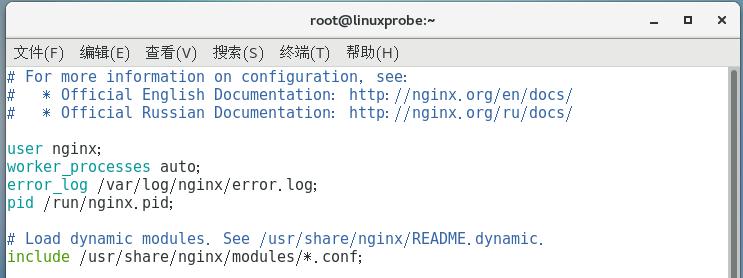 root@linuxprobe:~
文件(F) 编辑(E) 查看(V) 搜索(S) 终端(T) 帮助(H)
# For more information on configuration, see:
#   * Official English Documentation: http://nginx.org/en/docs/
#   * Official Russian Documentation: http://nginx.org/ru/docs/
user nginx;
worker_processes auto;
error_log /var/log/nginx/error.log;
pid /run/nginx.pid;
# Load dynamic modules. See /usr/share/nginx/README.dynamic.
include /usr/share/nginx/modules/*.conf;